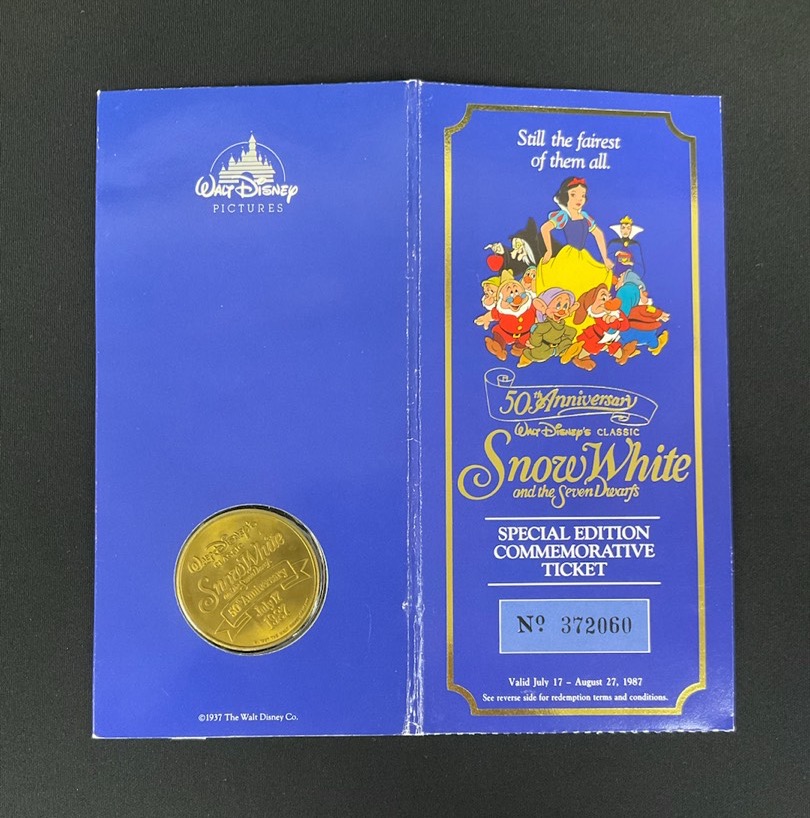 WALT DISNEY
PICTURES
WALT DISNEY'S
Snow White
50th Anniversary
July 17
1987
©1937 The Walt Disney Co.
Still the fairest
of them all.
50th Anniversary
WALT DISNEY'S CLASSIC
Snow White
and the Seven Dwarfs
SPECIAL EDITION
COMMEMORATIVE
TICKET
Nº 372060
Valid July 17 – August 27, 1987
See reverse side for redemption terms and conditions.